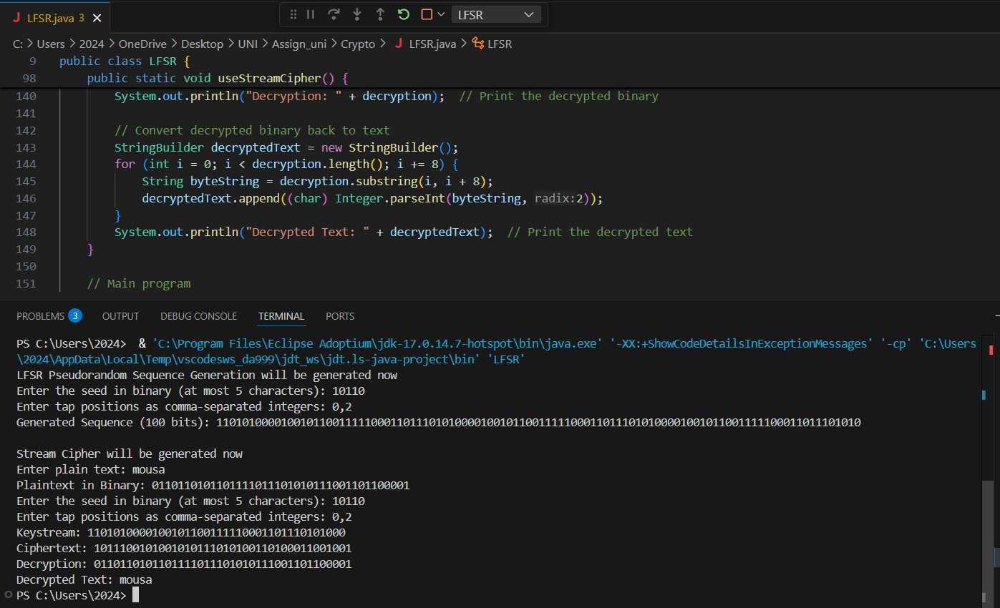 J LFSR.java 3 ×
LFSR
C: > Users > 2024 > OneDrive > Desktop > UNI > Assign_uni > Crypto > J LFSR.java > LFSR
9 public class LFSR {
98 public static void useStreamCipher() {
140 System.out.println("Decryption: " + decryption); // Print the decrypted binary
141
142 // Convert decrypted binary back to text
143 StringBuilder decryptedText = new StringBuilder();
144 for (int i = 0; i < decryption.length(); i += 8) {
145 String byteString = decryption.substring(i, i + 8);
146 decryptedText.append((char) Integer.parseInt(byteString, radix:2));
147 }
148 System.out.println("Decrypted Text: " + decryptedText); // Print the decrypted text
149 }
150
151 // Main program
PROBLEMS 3 OUTPUT DEBUG CONSOLE TERMINAL PORTS
PS C:\Users\2024> & 'C:\Program Files\Eclipse Adoptium\jdk-17.0.14.7-hotspot\bin\java.exe' '-XX:+ShowCodeDetailsInExceptionMessages' '-cp' 'C:\Users
\2024\AppData\Local\Temp\vscodesws_da999\jdt_ws\jdt.ls-java-project\bin' 'LFSR'
LFSR Pseudorandom Sequence Generation will be generated now
Enter the seed in binary (at most 5 characters): 10110
Enter tap positions as comma-separated integers: 0,2
Generated Sequence (100 bits): 1101010000100101100111110001101110101000010010110011111000110111010100001001011001111100011011101010
Stream Cipher will be generated now
Enter plain text: mousa
Plaintext in Binary: 0110110101101111011101010111001101100001
Enter the seed in binary (at most 5 characters): 10110
Enter tap positions as comma-separated integers: 0,2
Keystream: 1101010000100101100111110001101110101000
Ciphertext: 1011100101001010111010100110100011001001
Decryption: 0110110101101111011101010111001101100001
Decrypted Text: mousa
PS C:\Users\2024>